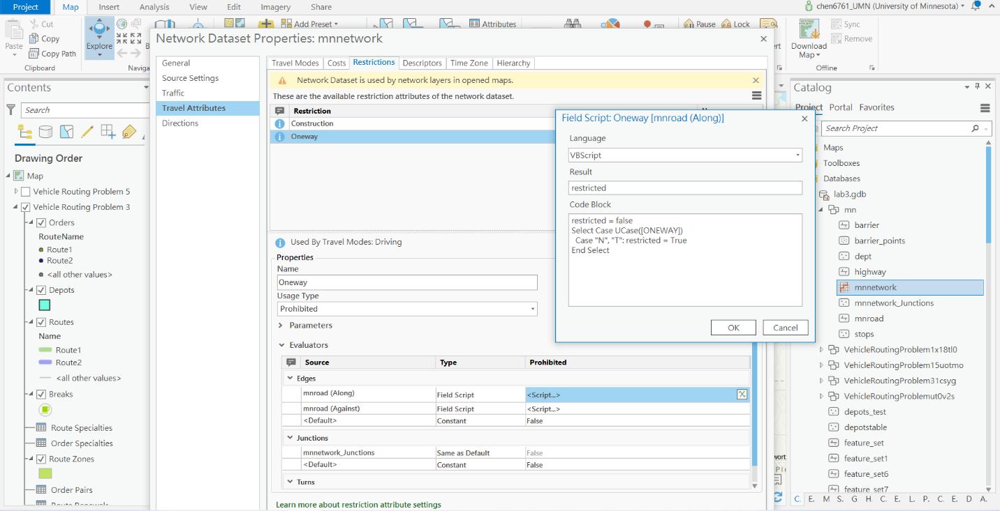 Project Map Insert Analysis View Edit Imagery Share
chen6761_UMN (University of Minnesota)
Cut
Copy
Copy Path
Paste
Clipboard
Explore
Add Preset
Attributes
Pause
Lock
Download
Map
Sync
Remove
Offline
Network Dataset Properties: mnnetwork
General
Source Settings
Traffic
Travel Attributes
Directions
Travel Modes Costs Restrictions Descriptors Time Zone Hierarchy
Network Dataset is used by network layers in opened maps.
These are the available restriction attributes of the network dataset.
Restriction
Construction
Oneway
Used By Travel Modes: Driving
Properties
Name
Oneway
Usage Type
Prohibited
Parameters
Evaluators
Source Type Prohibited
Edges
mnroad (Along) Field Script <Script...>
mnroad (Against) Field Script <Script...>
<Default> Constant False
Junctions
mnnetwork_Junctions Same as Default False
<Default> Constant False
Turns
Learn more about restriction attribute settings
Field Script: Oneway [mnroad (Along)]
Language
VBScript
Result
restricted
Code Block
restricted = false
Select Case UCase([ONEWAY])
Case "N", "T": restricted = True
End Select
OK Cancel
Contents
Search
Drawing Order
Map
Vehicle Routing Problem 5
Vehicle Routing Problem 3
Orders
RouteName
Route1
Route2
<all other values>
Depots
Routes
Name
Route1
Route2
<all other values>
Breaks
Route Specialties
Order Specialties
Route Zones
Order Pairs
Route Renewals
Catalog
Project Portal Favorites
Search Project
Maps
Toolboxes
Databases
lab3.gdb
mn
barrier
barrier_points
dept
highway
mnnetwork
mnnetwork_Junctions
mnroad
stops
VehicleRoutingProblem1x18tl0
VehicleRoutingProblem15uotmo
VehicleRoutingProblem31csyg
VehicleRoutingProblemut0v2s
depots_test
depotstable
feature_set
feature_set1
feature_set6
feature_set7
C. E. M S. G H. C. E. L. P. C. E. D A.